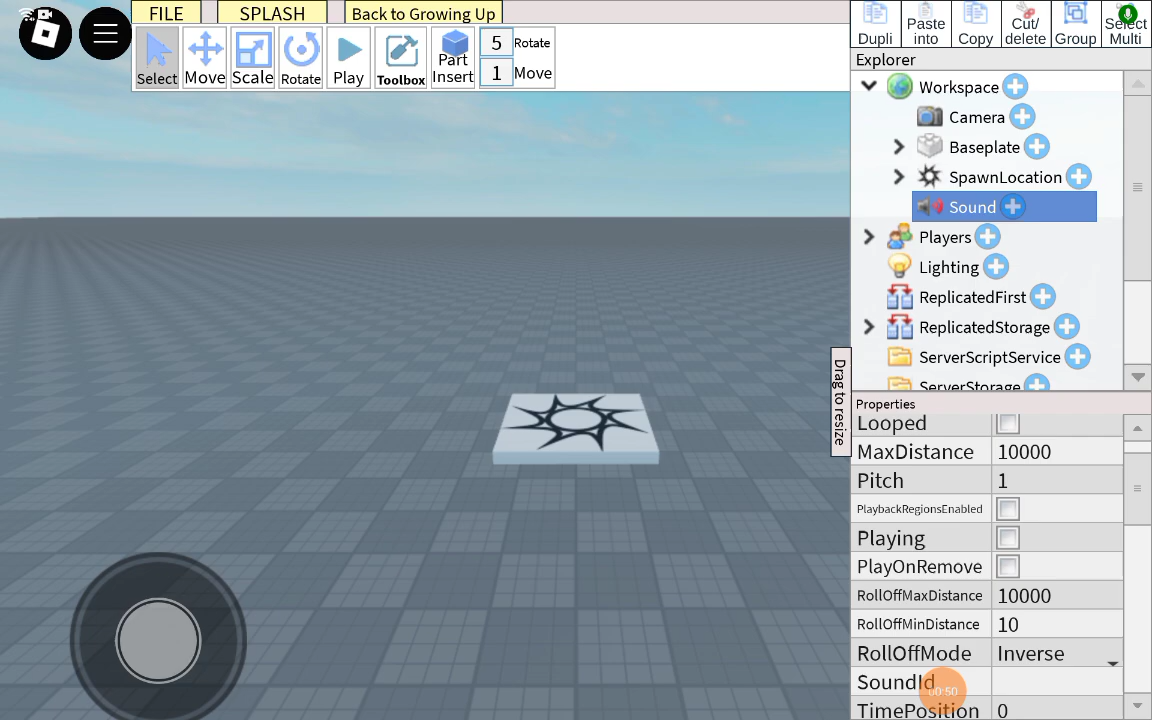 FILE
SPLASH
Back to Growing Up
Select
Move
Scale
Rotate
Play
Toolbox
Part
Insert
5
Rotate
1
Move
Dupli
Paste
into
Copy
Cut/
delete
Group
Select
Multi
Explorer
Workspace
Camera
Baseplate
SpawnLocation
Sound
Players
Lighting
ReplicatedFirst
ReplicatedStorage
ServerScriptService
ServerStorage
Drag to resize
Properties
Looped
MaxDistance 10000
Pitch 1
PlaybackRegionsEnabled
Playing
PlayOnRemove
RollOffMaxDistance 10000
RollOffMinDistance 10
RollOffMode Inverse
SoundId
00:50
TimePosition 0